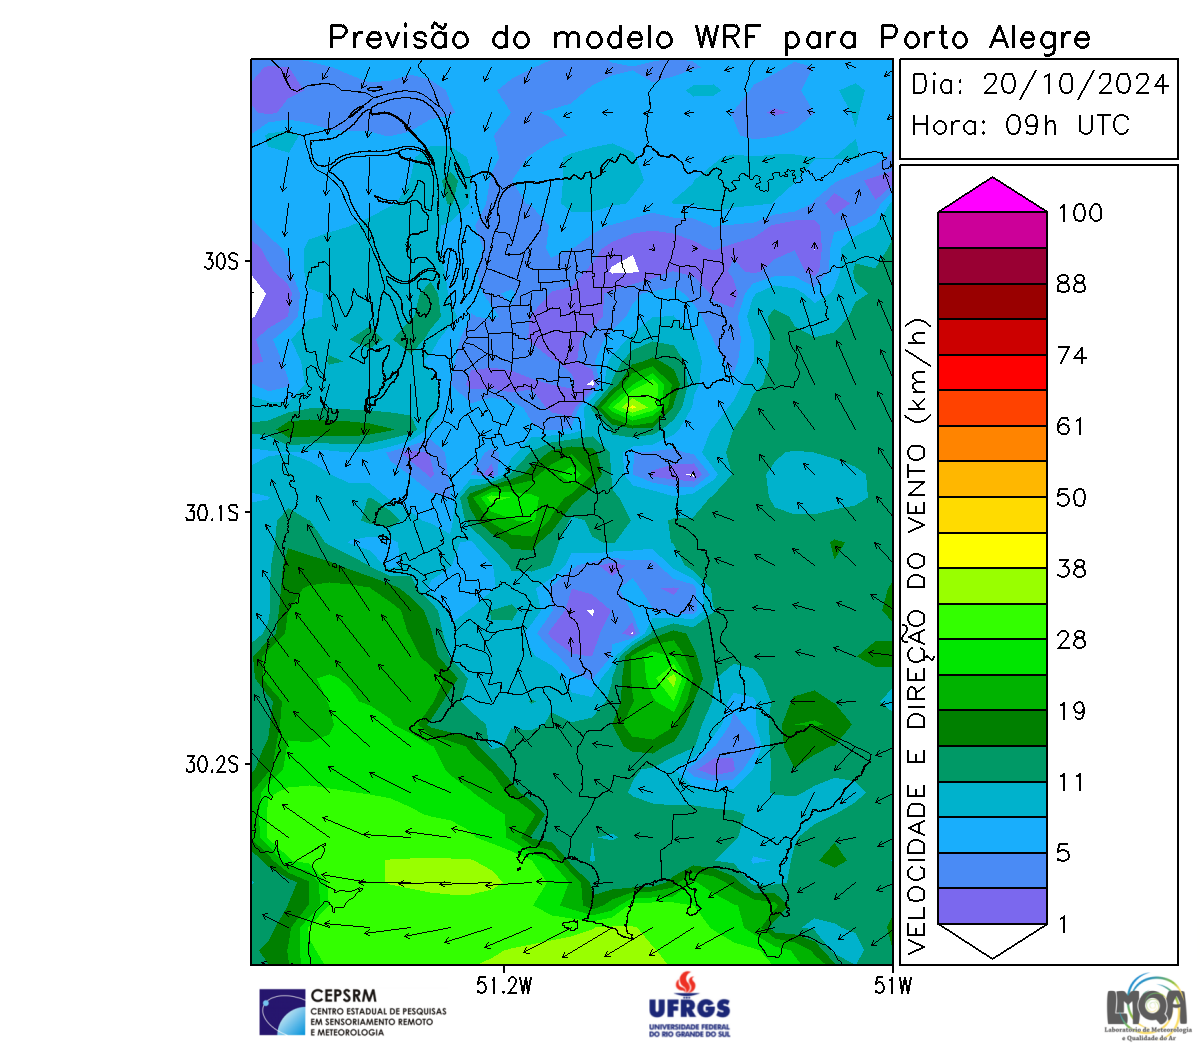 Previsão do modelo WRF para Porto Alegre
Dia: 20/10/2024
Hora: 09h UTC
30S
30.1S
30.2S
51.2W
51W
VELOCIDADE E DIREÇÃO DO VENTO (km/h)
100
88
74
61
50
38
28
19
11
5
1
CEPSRM
CENTRO ESTADUAL DE PESQUISAS
EM SENSORIAMENTO REMOTO
E METEOROLOGIA
UFRGS
UNIVERSIDADE FEDERAL
DO RIO GRANDE DO SUL
LMQA
Laboratório de Meteorologia
e Qualidade do Ar